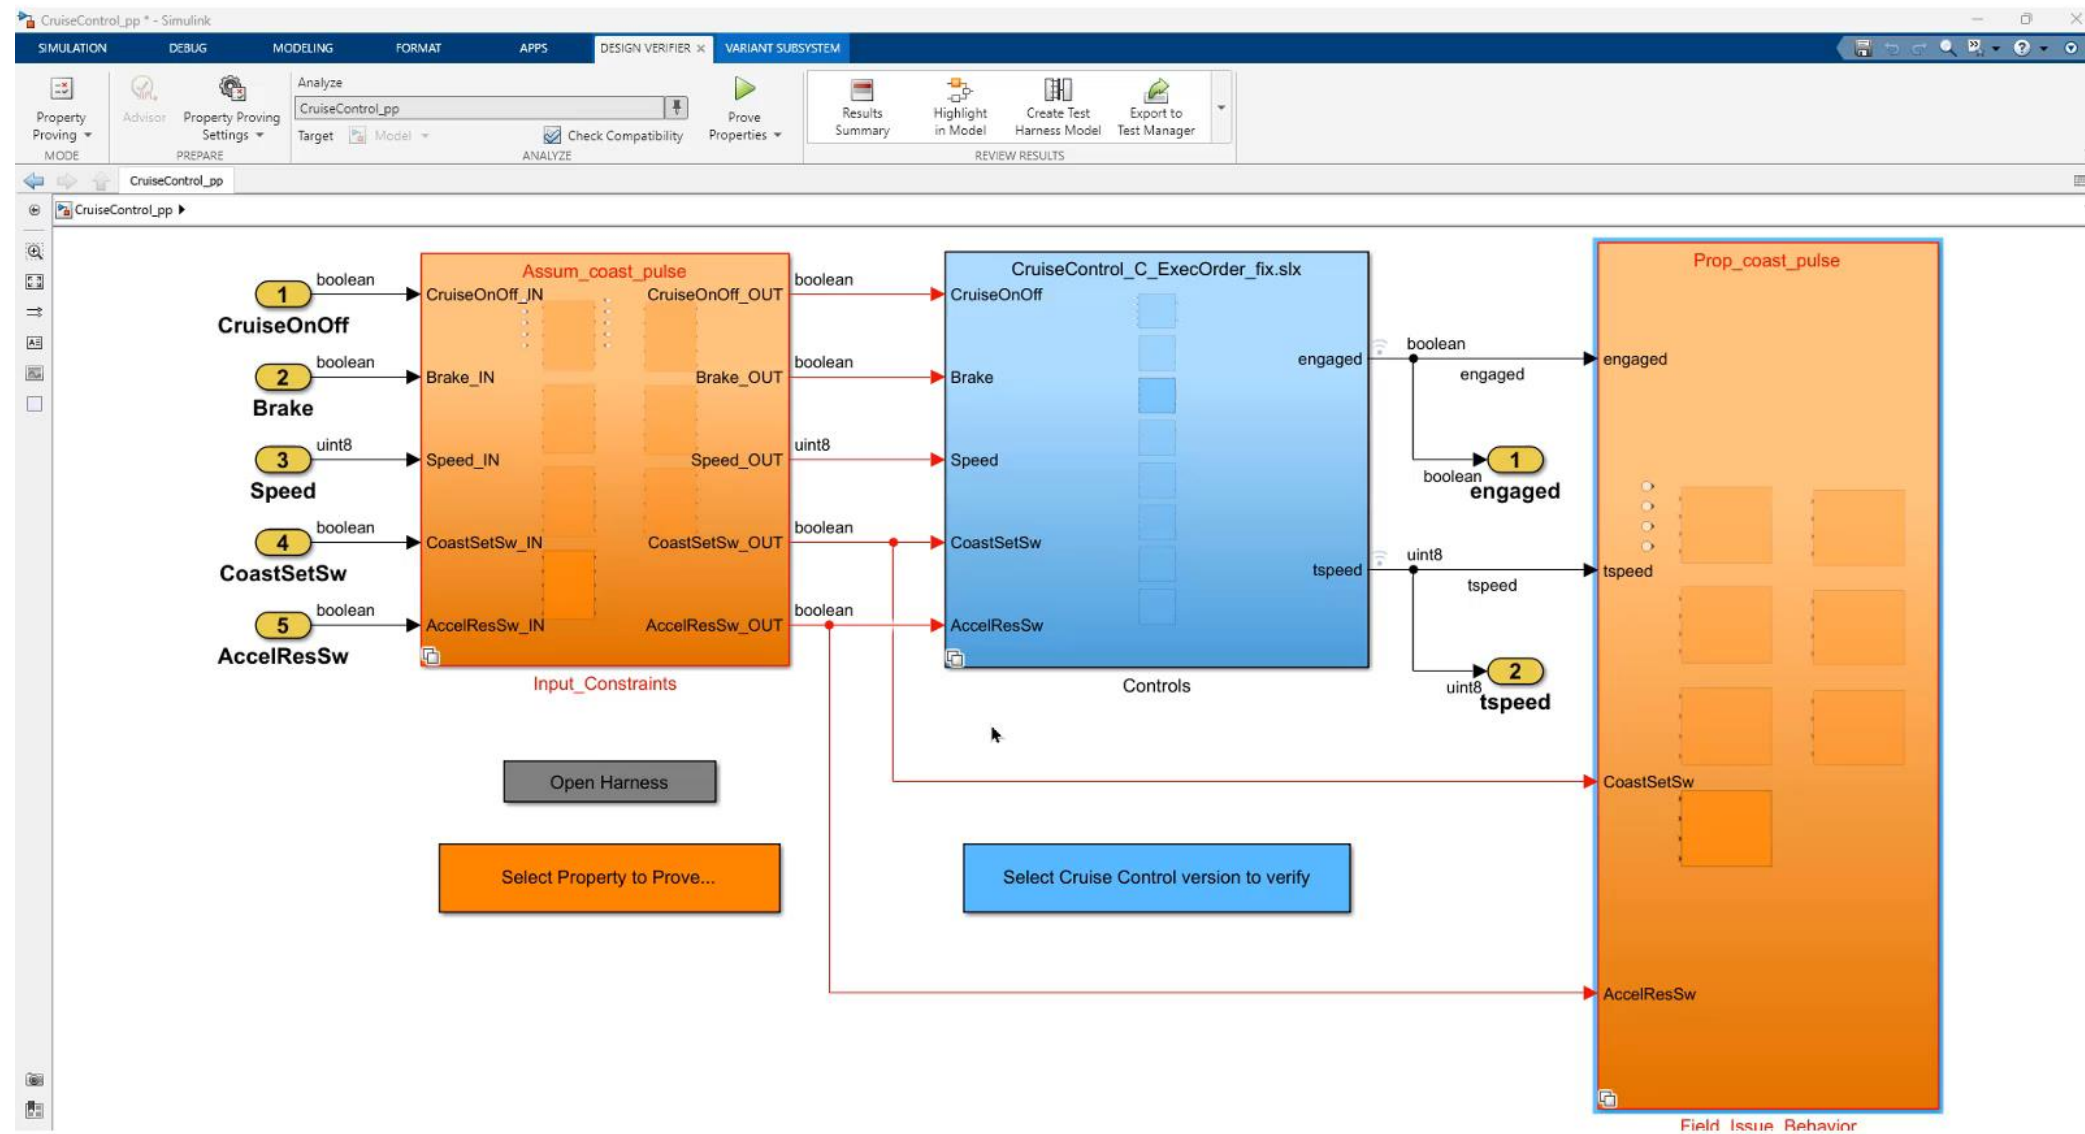 CruiseControl_pp * - Simulink
SIMULATION DEBUG MODELING FORMAT APPS DESIGN VERIFIER × VARIANT SUBSYSTEM
Property Proving
MODE
Advisor
Property Proving Settings
PREPARE
Analyze
CruiseControl_pp
Target Model
Check Compatibility
Prove Properties
ANALYZE
Results Summary
Highlight in Model
Create Test Harness Model
Export to Test Manager
REVIEW RESULTS
CruiseControl_pp
CruiseControl_pp
1
boolean
CruiseOnOff
2
boolean
Brake
3
uint8
Speed
4
boolean
CoastSetSw
5
boolean
AccelResSw
Assum_coast_pulse
CruiseOnOff_IN CruiseOnOff_OUT
Brake_IN Brake_OUT
Speed_IN Speed_OUT
CoastSetSw_IN CoastSetSw_OUT
AccelResSw_IN AccelResSw_OUT
Input_Constraints
boolean
boolean
uint8
boolean
boolean
CruiseControl_C_ExecOrder_fix.slx
CruiseOnOff
Brake
engaged
Speed
CoastSetSw
tspeed
AccelResSw
Controls
boolean
engaged
boolean
1
engaged
uint8
tspeed
uint8
2
tspeed
Prop_coast_pulse
engaged
tspeed
CoastSetSw
AccelResSw
Field_Issue_Behavior
Open Harness
Select Property to Prove...
Select Cruise Control version to verify